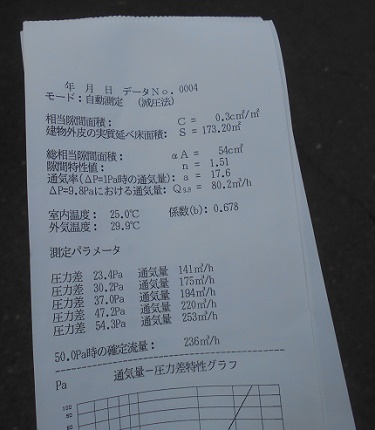 年 月 日 データNo. 0004
モード：自動測定 （減圧法）
相当隙間面積： C = 0.3c㎡/㎡
建物外皮の実質延べ床面積： S = 173.20㎡
総相当隙間面積： αA = 54c㎡
隙間特性値： n = 1.51
通気率(ΔP=1Pa時の通気量)： a = 17.6
ΔP=9.8Paにおける通気量： Q9.8 = 80.2㎥/h
室内温度： 25.0℃ 係数(b)： 0.678
外気温度： 29.9℃
測定パラメータ
圧力差 23.4Pa 通気量 141㎥/h
圧力差 30.2Pa 通気量 175㎥/h
圧力差 37.0Pa 通気量 194㎥/h
圧力差 47.2Pa 通気量 220㎥/h
圧力差 54.3Pa 通気量 253㎥/h
50.0Pa時の確定流量： 236㎥/h
通気量－圧力差特性グラフ
Pa
100